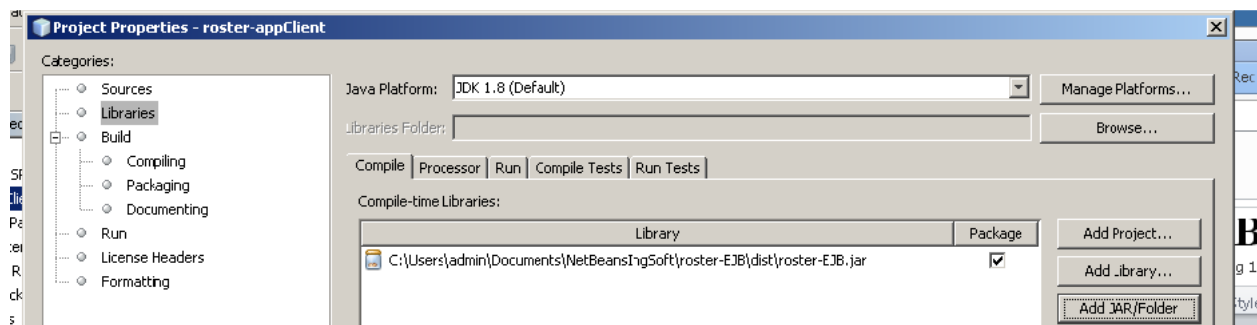 Project Properties - roster-appClient
Categories:
Sources
Libraries
Build
Compiling
Packaging
Documenting
Run
License Headers
Formatting
Java Platform: JDK 1.8 (Default) Manage Platforms...
Libraries Folder: Browse...
Compile Processor Run Compile Tests Run Tests
Compile-time Libraries:
Library Package
C:\Users\admin\Documents\NetBeansIngSoft\roster-EJB\dist\roster-EJB.jar
Add Project...
Add Library...
Add JAR/Folder